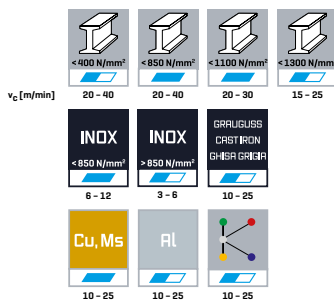 <400 N/mm² <850 N/mm² <1100 N/mm² <1300 N/mm²
vc [m/min] 20 – 40 20 – 40 20 – 30 15 – 25
INOX INOX GRAUGUSS
CAST IRON
GHISA GRIGIA
<850 N/mm² >850 N/mm²
6 – 12 3 – 6 10 – 25
Cu, Ms Al
10 – 25 10 – 25 10 – 25